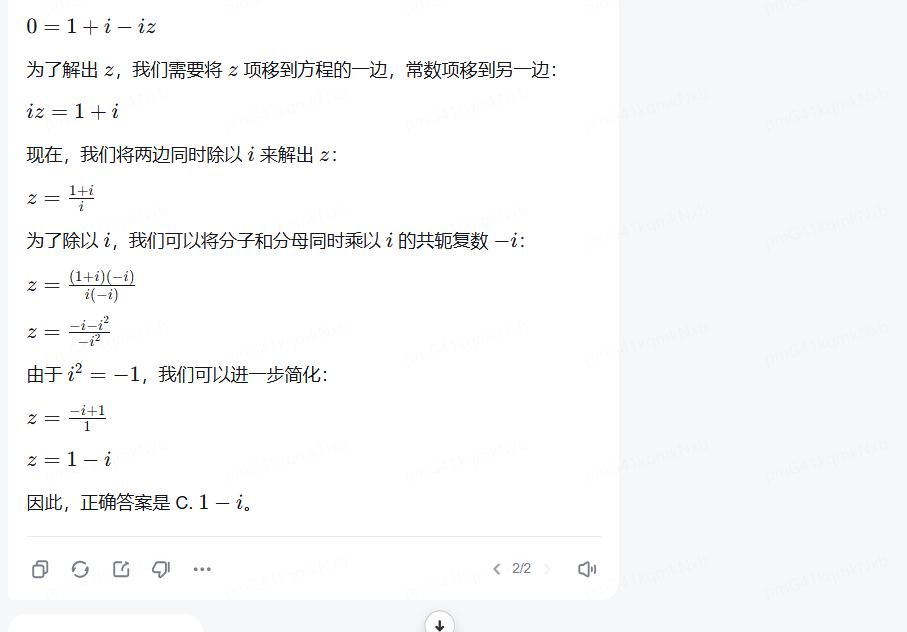 0 = 1 + i − iz
为了解出 z，我们需要将 z 项移到方程的一边，常数项移到另一边：
iz = 1 + i
现在，我们将两边同时除以 i 来解出 z：
z = \frac{1+i}{i}
为了除以 i，我们可以将分子和分母同时乘以 i 的共轭复数 −i：
z = \frac{(1+i)(-i)}{i(-i)}
z = \frac{-i-i^2}{-i^2}
由于 i² = −1，我们可以进一步简化：
z = \frac{-i+1}{1}
z = 1 − i
因此，正确答案是 C. 1 − i。
2/2